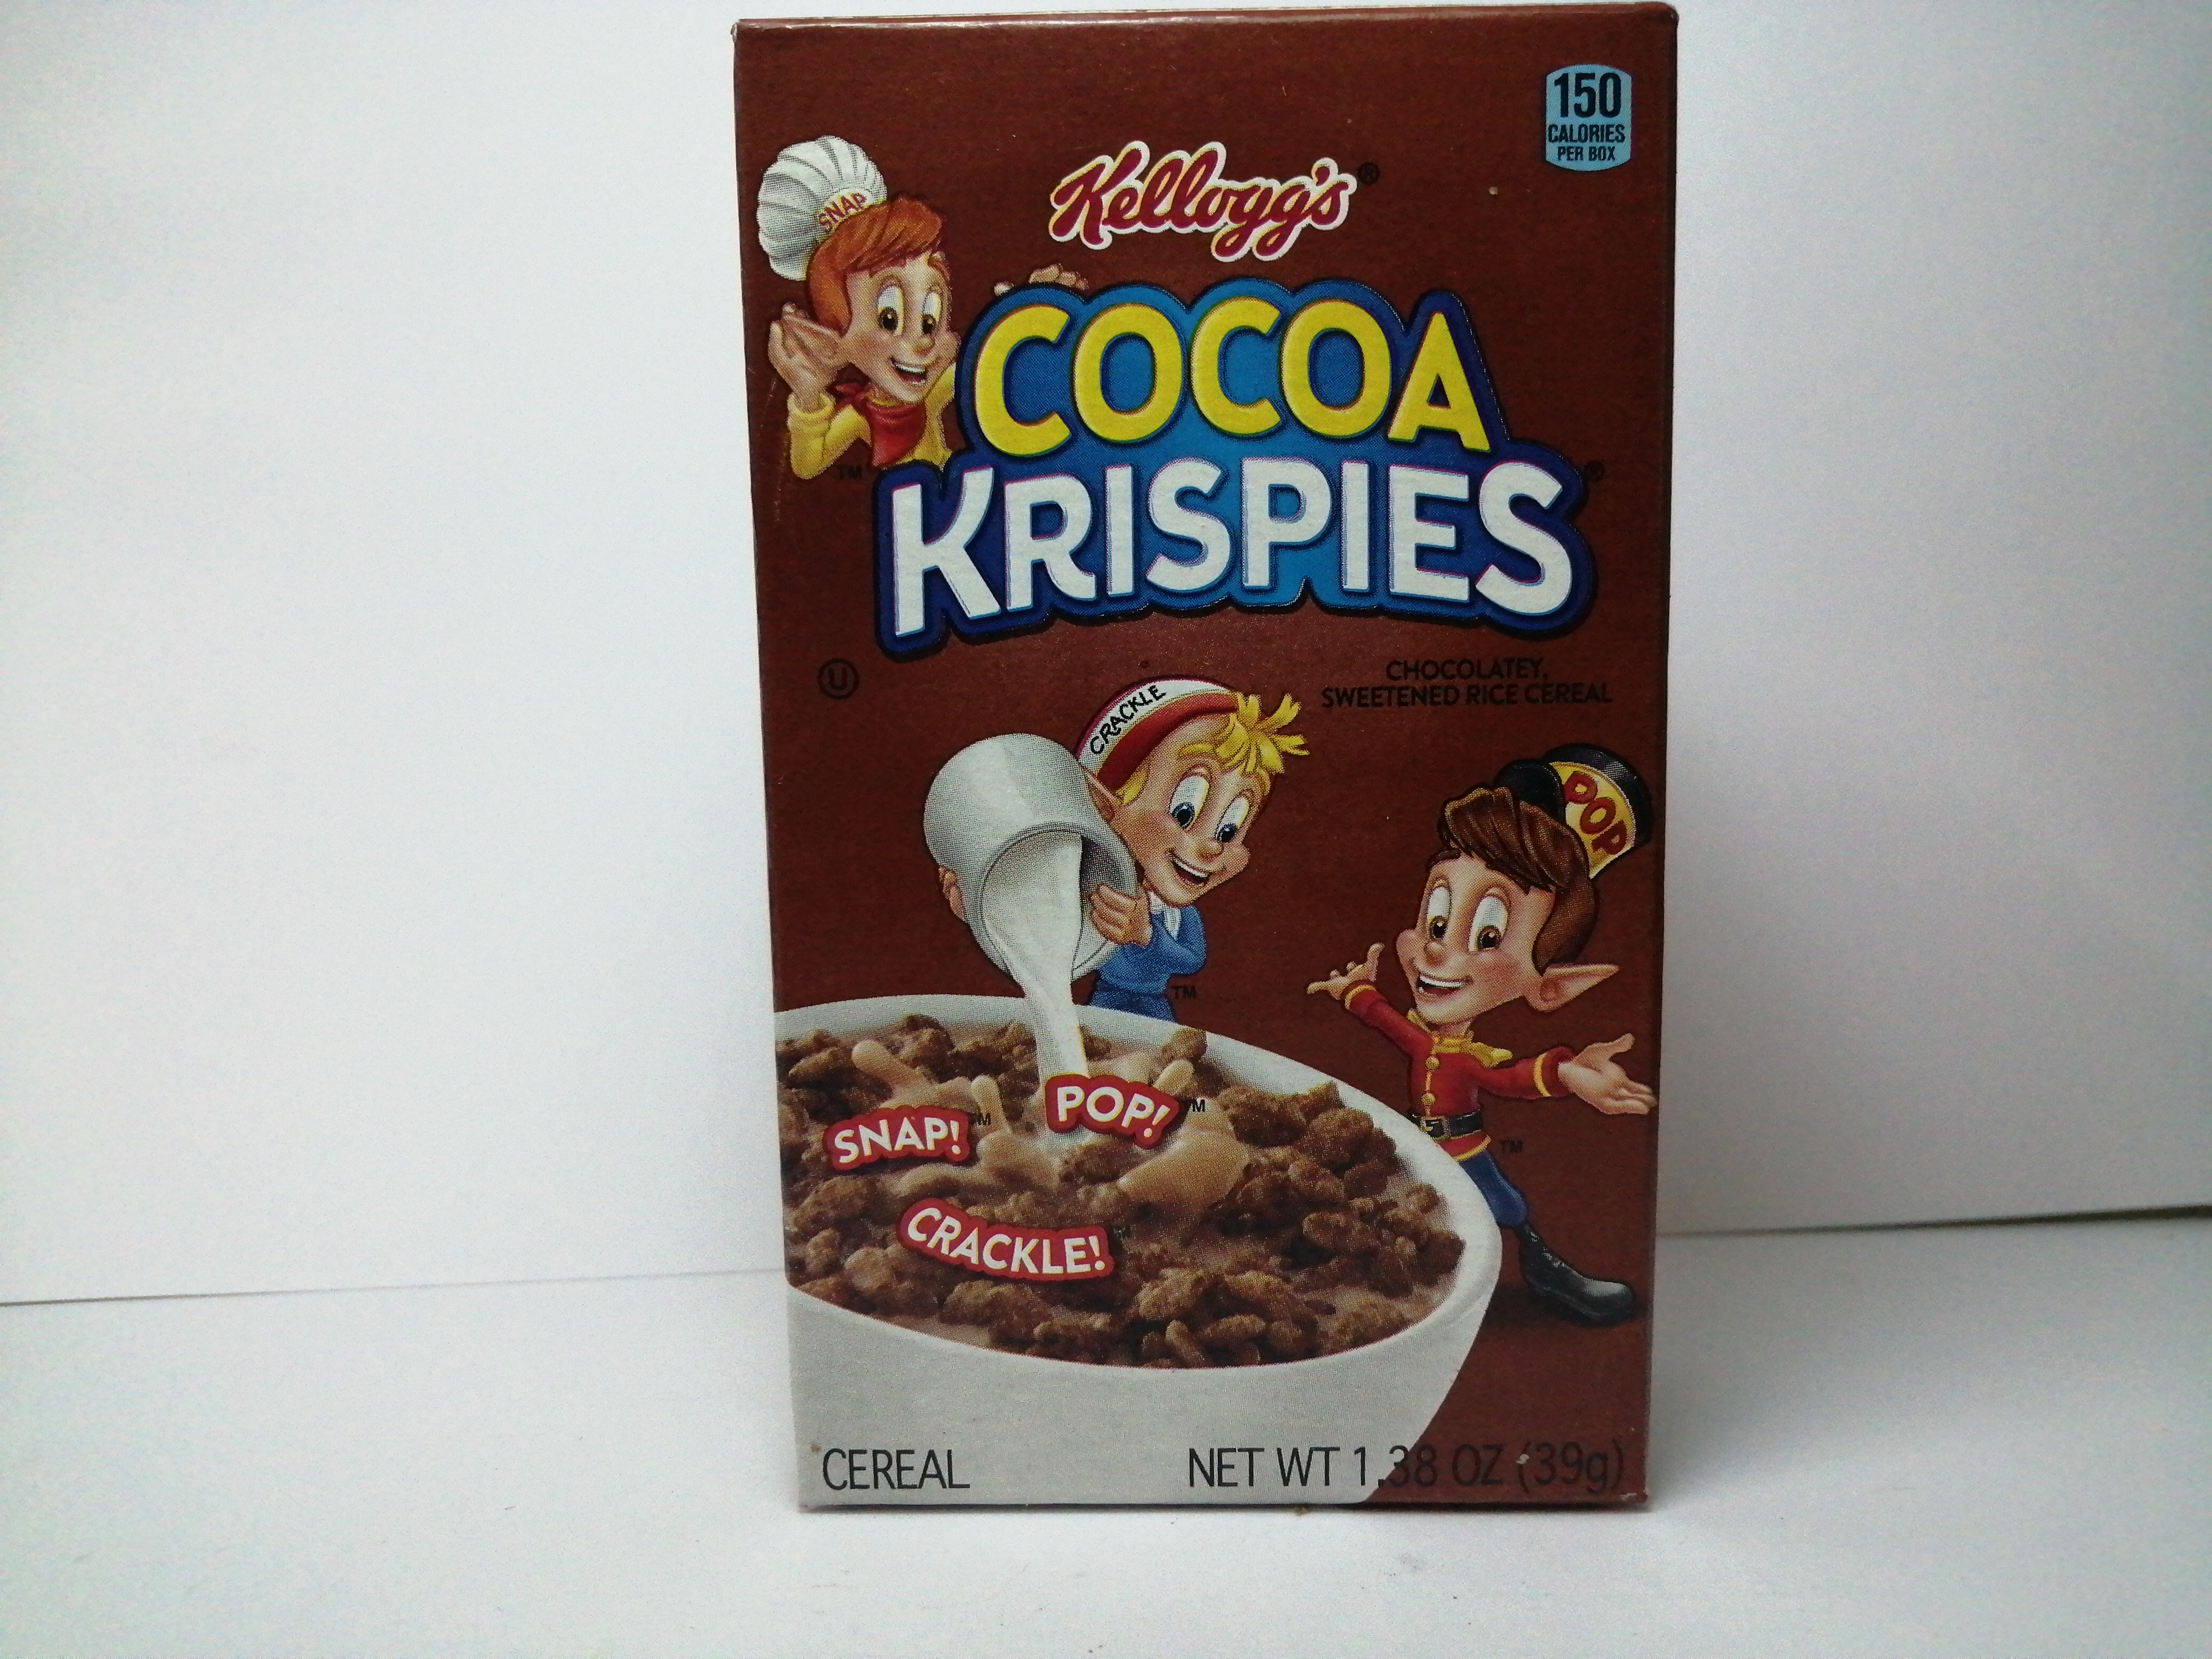 150
CALORIES
PER BOX
SNAP
Kellogg's®
COCOA
KRISPIES®
TM
U
CHOCOLATEY,
SWEETENED RICE CEREAL
CRACKLE
POP
TM
POP!™
SNAP!™
TM
CRACKLE!
CEREAL
NET WT 1.38 OZ (39g)